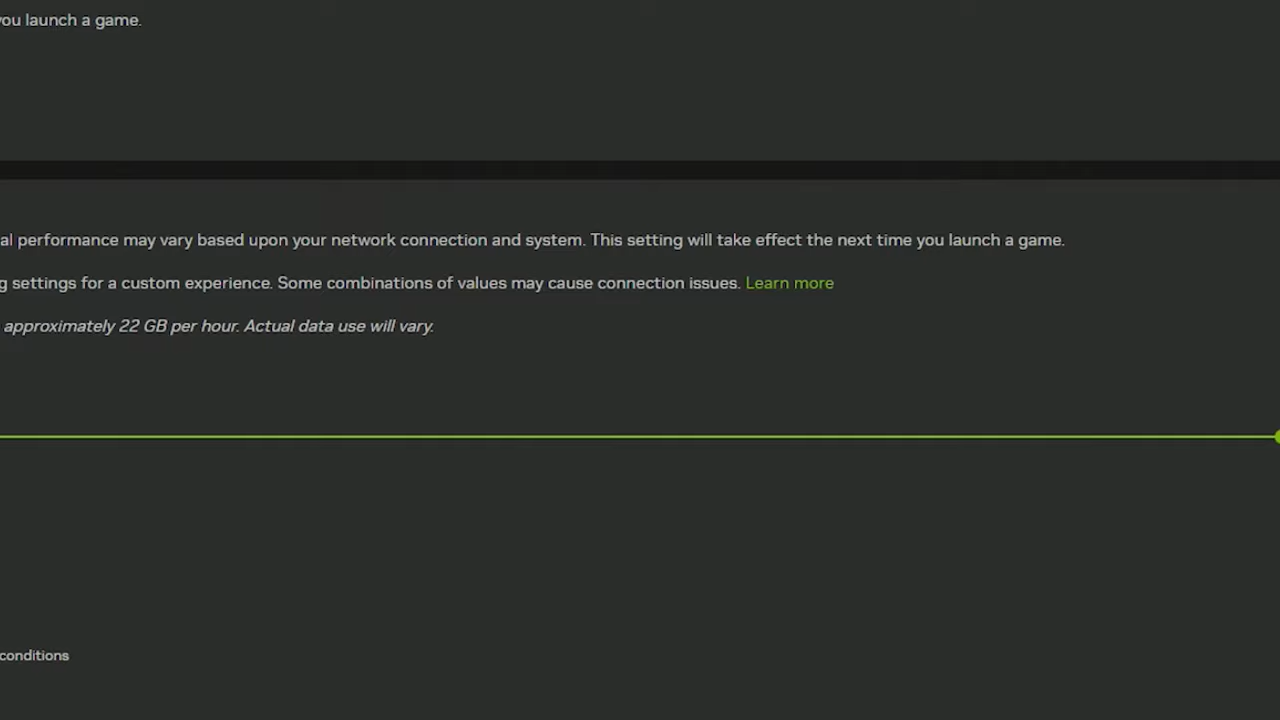 you launch a game.
al performance may vary based upon your network connection and system. This setting will take effect the next time you launch a game.
g settings for a custom experience. Some combinations of values may cause connection issues. Learn more
approximately 22 GB per hour. Actual data use will vary.
conditions